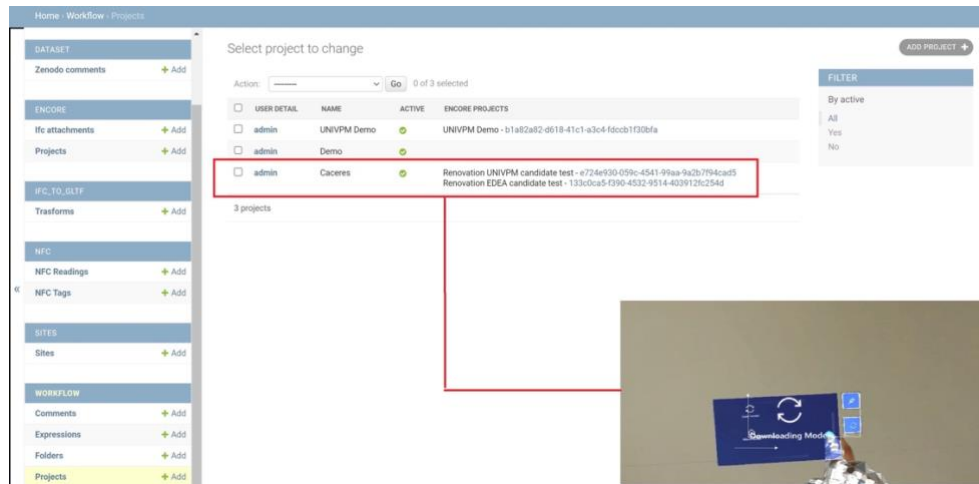 Home › Workflow › Projects
DATASET
Zenodo comments + Add
ENCORE
Ifc attachments + Add
Projects + Add
IFC_TO_GLTF
Trasforms + Add
NFC
NFC Readings + Add
NFC Tags + Add
SITES
Sites + Add
WORKFLOW
Comments + Add
Expressions + Add
Folders + Add
Projects + Add
«
Select project to change
ADD PROJECT +
Action: -------- Go 0 of 3 selected
USER DETAIL NAME ACTIVE ENCORE PROJECTS
admin UNIVPM Demo UNIVPM Demo - b1a82a82-d618-41c1-a3c4-fdccb1f30bfa
admin Demo
admin Caceres Renovation UNIVPM candidate test - e724e930-059c-4541-99aa-9a2b7f94cad5
Renovation EDEA candidate test - 133c0ca5-f390-4532-9514-403912fc254d
3 projects
FILTER
By active
All
Yes
No
Downloading Model